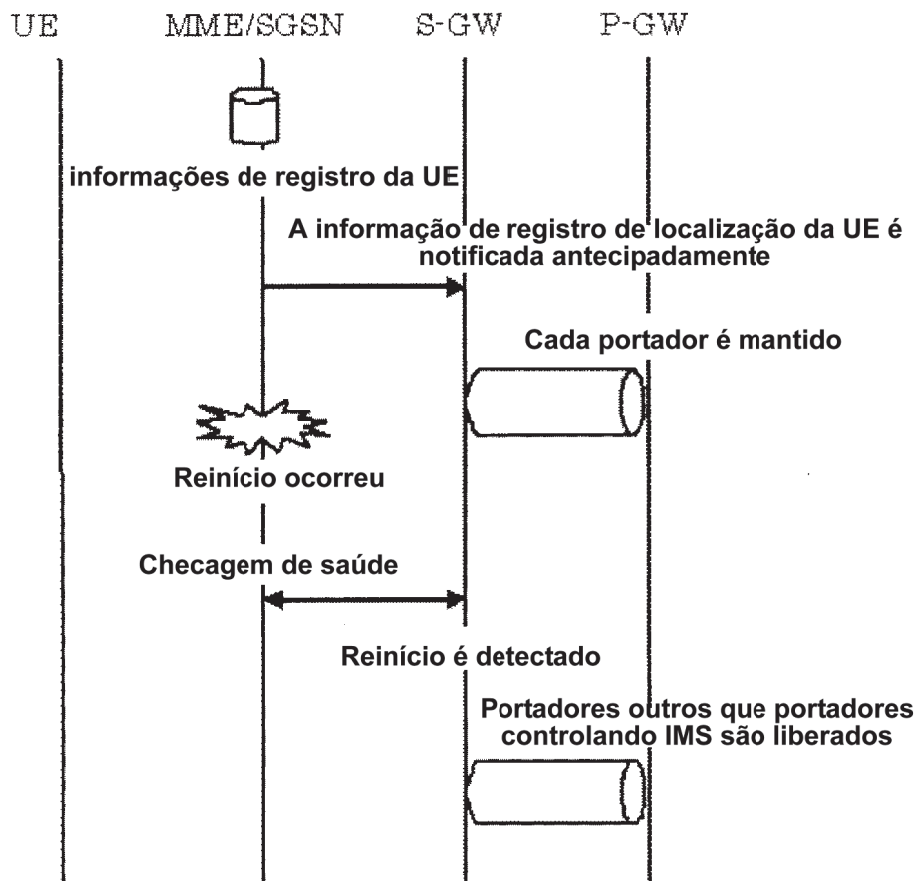 UE MME/SGSN S-GW P-GW
informações de registro da UE
A informação de registro de localização da UE é
notificada antecipadamente
Cada portador é mantido
Reinício ocorreu
Checagem de saúde
Reinício é detectado
Portadores outros que portadores
controlando IMS são liberados